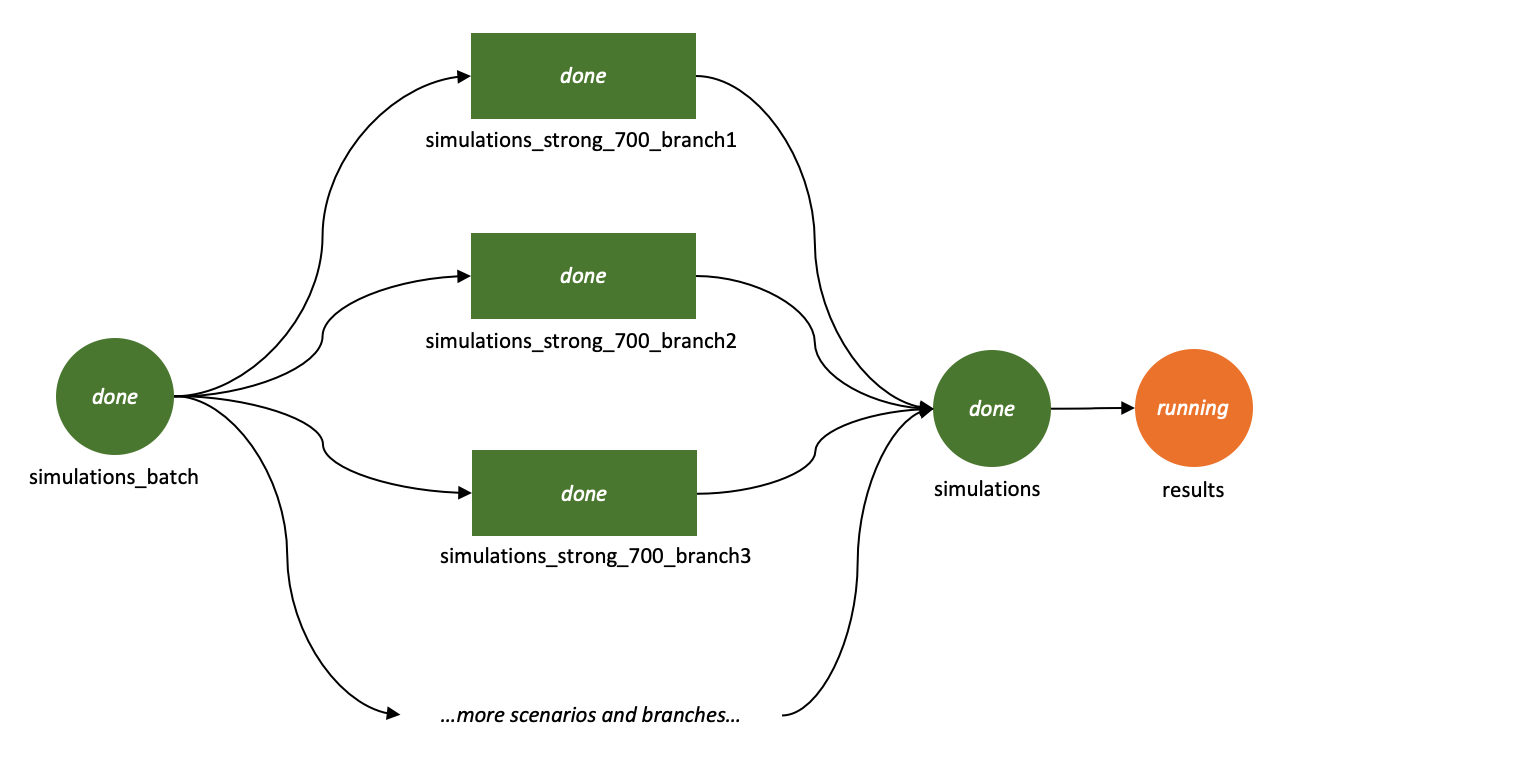 done
simulations_strong_700_branch1
done
simulations_strong_700_branch2
done
simulations_batch
done
simulations
running
results
done
simulations_strong_700_branch3
...more scenarios and branches...